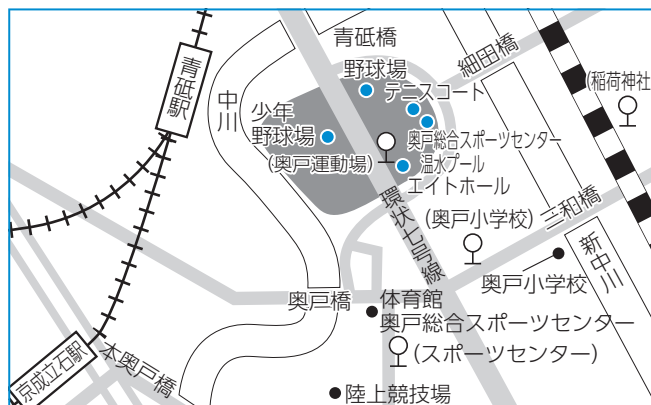 青砥橋
細田橋
青砥駅
中川
野球場
テニスコート
(稲荷神社)
少年
野球場
奥戸総合スポーツセンター
温水プール
(奥戸運動場)
エイトホール
(奥戸小学校)
三和橋
環状七号線
新中川
奥戸小学校
奥戸橋
体育館
奥戸総合スポーツセンター
(スポーツセンター)
本奥戸橋
京成立石駅
陸上競技場